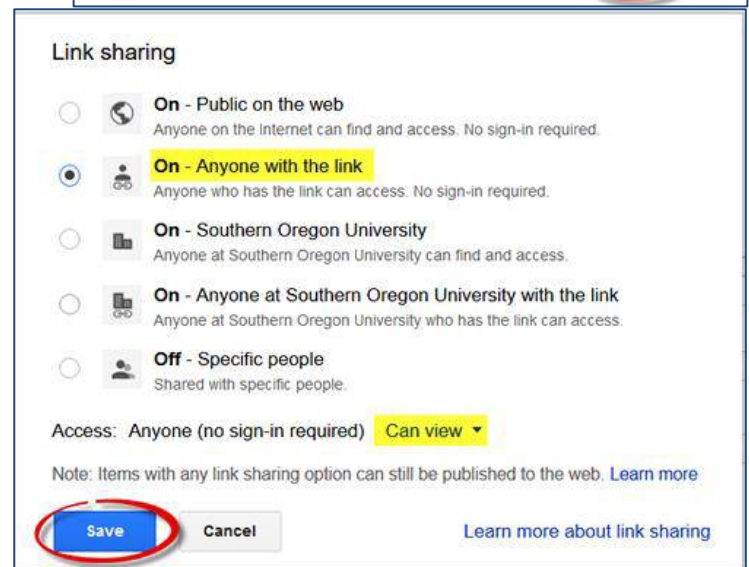 Link sharing
On - Public on the web
Anyone on the Internet can find and access. No sign-in required.
On - Anyone with the link
Anyone who has the link can access. No sign-in required.
On - Southern Oregon University
Anyone at Southern Oregon University can find and access.
On - Anyone at Southern Oregon University with the link
Anyone at Southern Oregon University who has the link can access.
Off - Specific people
Shared with specific people.
Access: Anyone (no sign-in required) Can view
Note: Items with any link sharing option can still be published to the web. Learn more
Save Cancel Learn more about link sharing